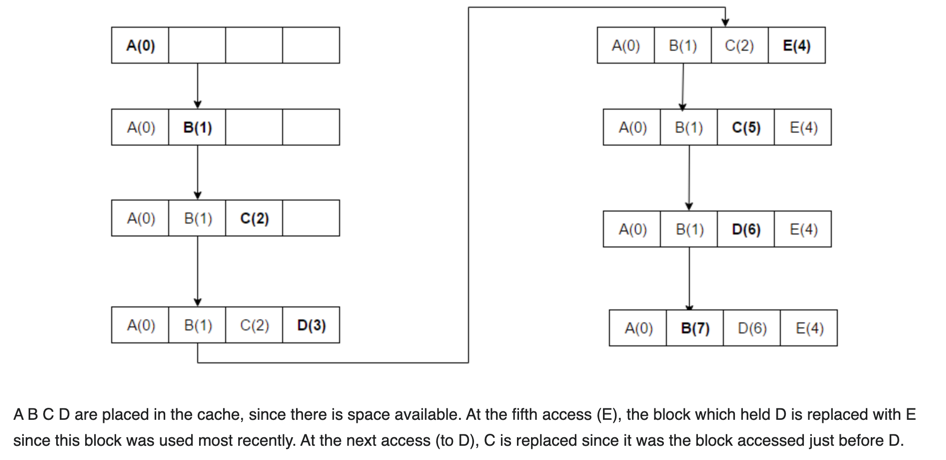 A(0)
A(0) B(1)
A(0) B(1) C(2)
A(0) B(1) C(2) D(3)
A(0) B(1) C(2) E(4)
A(0) B(1) C(5) E(4)
A(0) B(1) D(6) E(4)
A(0) B(7) D(6) E(4)
A B C D are placed in the cache, since there is space available. At the fifth access (E), the block which held D is replaced with E
since this block was used most recently. At the next access (to D), C is replaced since it was the block accessed just before D.